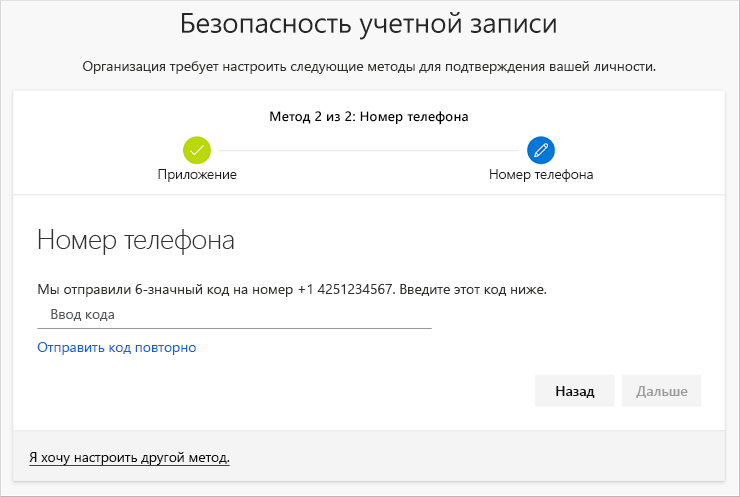 Безопасность учетной записи
Организация требует настроить следующие методы для подтверждения вашей личности.
Метод 2 из 2: Номер телефона
Приложение
Номер телефона
Номер телефона
Мы отправили 6-значный код на номер +1 4251234567. Введите этот код ниже.
Ввод кода
Отправить код повторно
Назад
Дальше
Я хочу настроить другой метод.